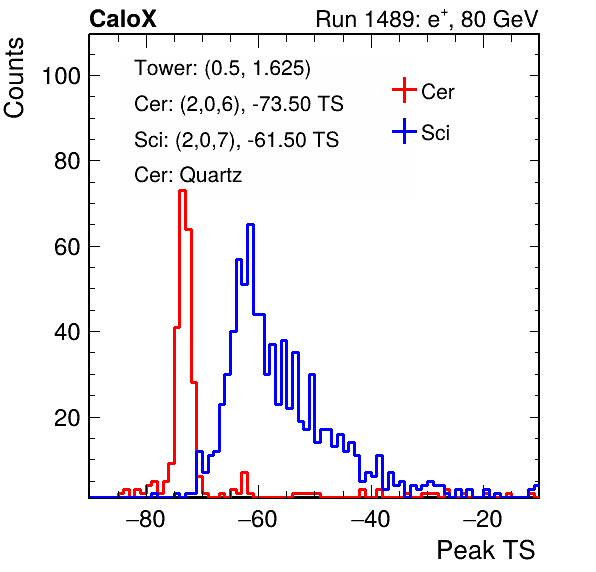 CaloX Run 1489: e⁺, 80 GeV
Counts
100
80
60
40
20
Tower: (0.5, 1.625)
Cer: (2,0,6), -73.50 TS
Sci: (2,0,7), -61.50 TS
Cer: Quartz
Cer
Sci
−80 −60 −40 −20
Peak TS